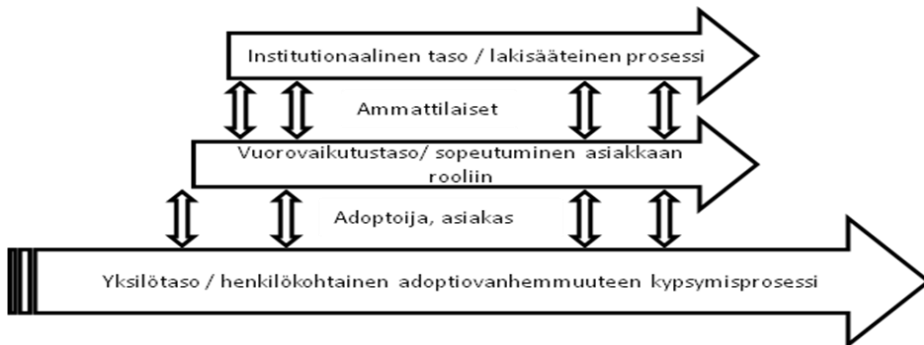 Institutionaalinen taso / lakisääteinen prosessi
Ammattilaiset
Vuorovaikutustaso/ sopeutuminen asiakkaan
rooliin
Adoptoija, asiakas
Yksilötaso / henkilökohtainen adoptiovanhemmuuteen kypsymisprosessi